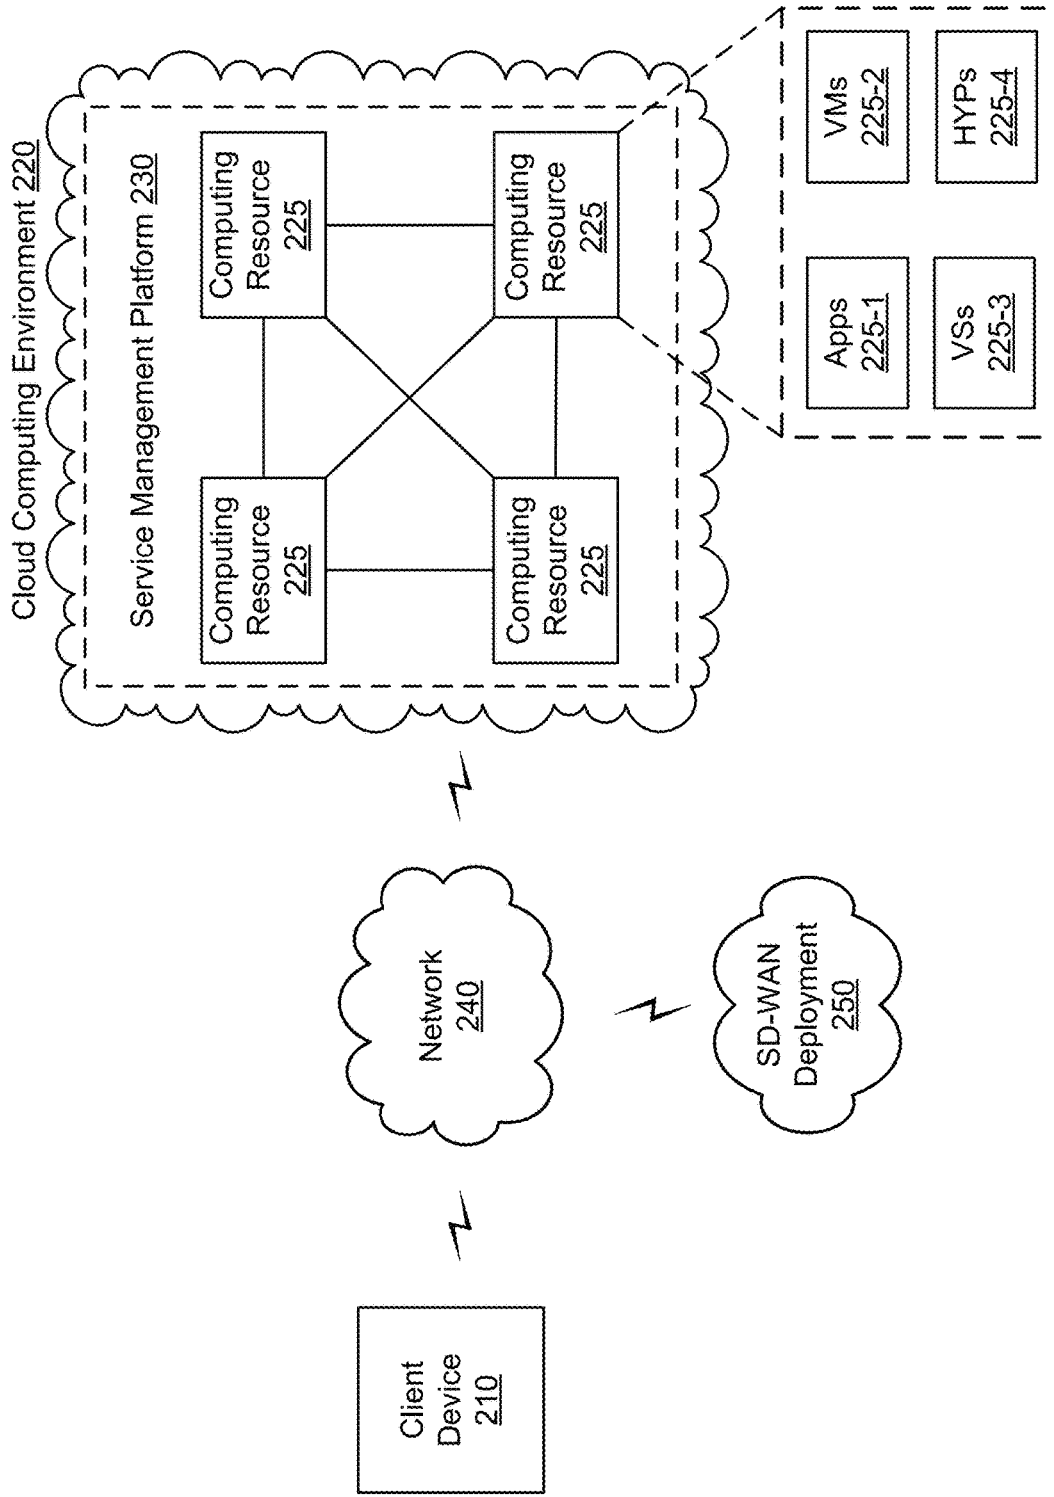 Cloud Computing Environment 220
Service Management Platform 230
Computing
Resource
225
Computing
Resource
225
Computing
Resource
225
Computing
Resource
225
Apps
225-1
VMs
225-2
VSs
225-3
HYPs
225-4
Client
Device
210
Network
240
SD-WAN
Deployment
250